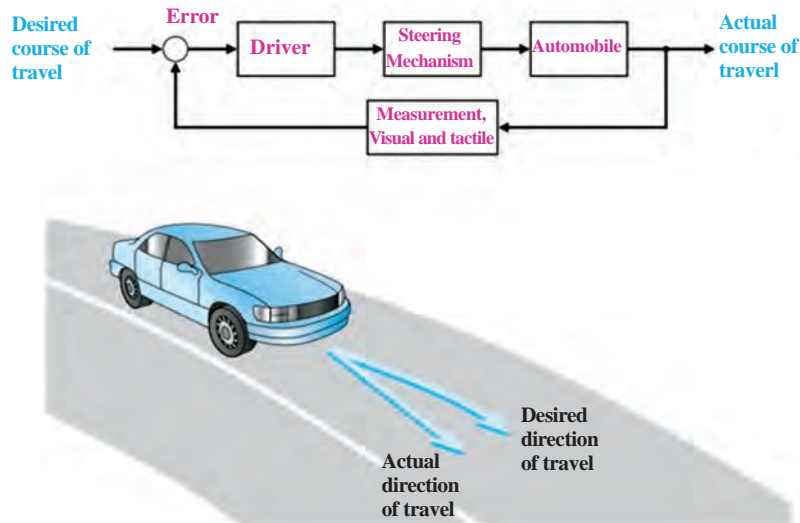 Desired
course of
travel
Error
Driver
Steering
Mechanism
Automobile
Actual
course of
traverl
Measurement,
Visual and tactile
Desired
direction
of travel
Actual
direction
of travel